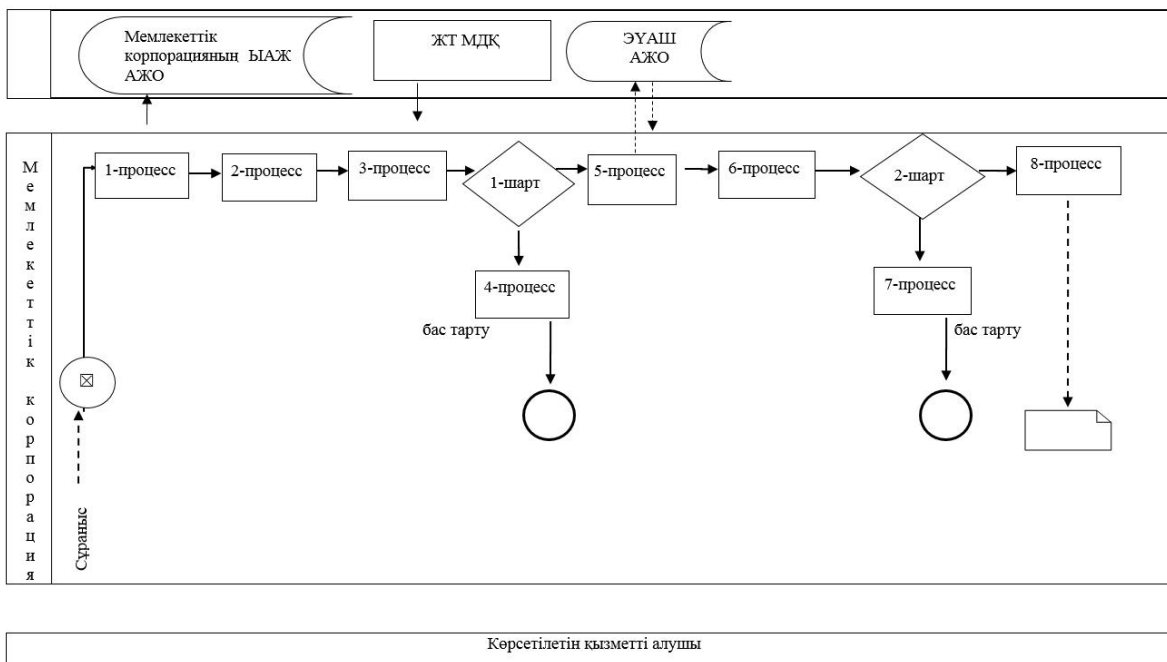 Мемлекеттік
корпорацияның ЫАЖ
АЖО
ЖТ МДҚ
ЭҮАШ
АЖО
Мемлекеттік корпорация
1-процесс
2-процесс
3-процесс
1-шарт
5-процесс
6-процесс
2-шарт
8-процесс
4-процесс
7-процесс
бас тарту
бас тарту
Сұраныс
Көрсетілетін қызметті алушы